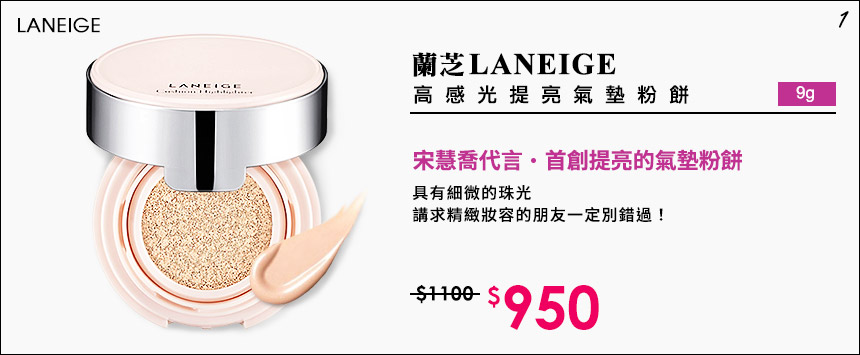 LANEIGE
1
LANEIGE
Cushion Highlighter
蘭芝LANEIGE
高感光提亮氣墊粉餅
9g
宋慧喬代言・首創提亮的氣墊粉餅
具有細微的珠光
講求精緻妝容的朋友一定別錯過！
$1100 $950